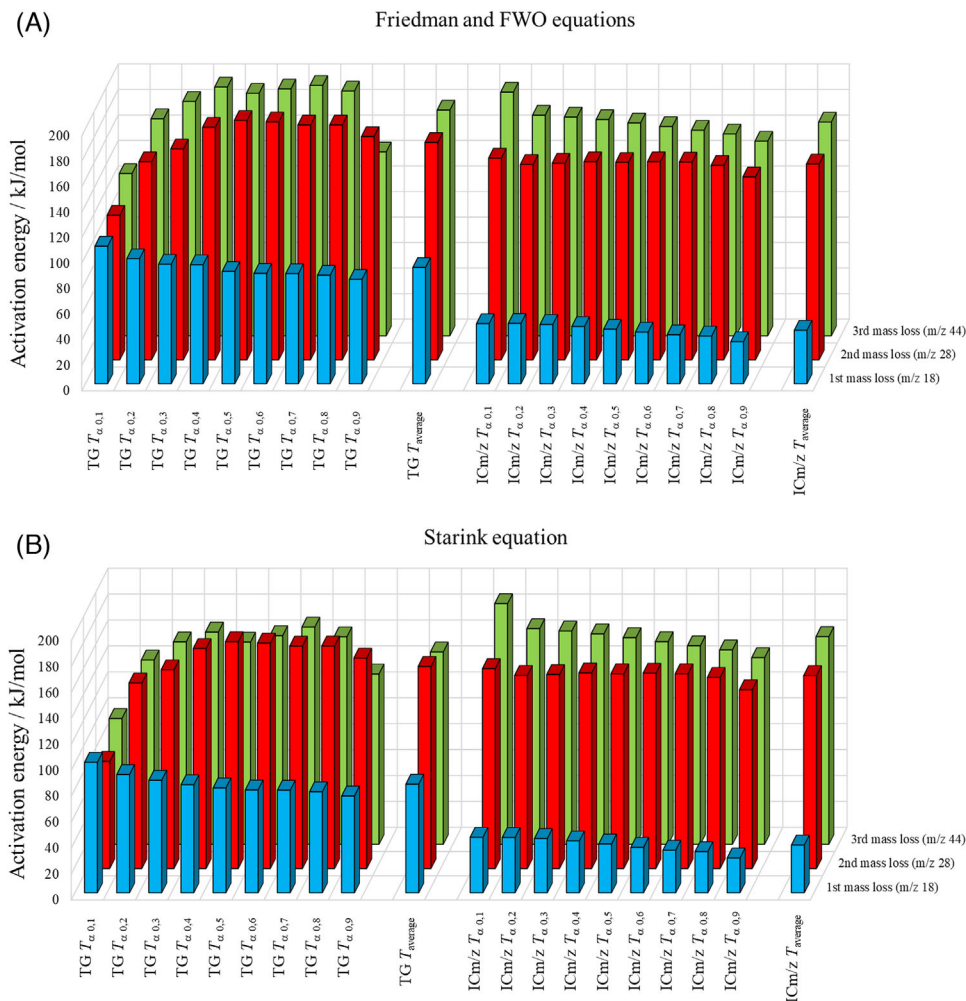 (A)
Friedman and FWO equations
Activation energy / kJ/mol
200
180
160
140
120
100
80
60
40
20
0
3rd mass loss (m/z 44)
2nd mass loss (m/z 28)
1st mass loss (m/z 18)
TG Tα 0,1
TG Tα 0,2
TG Tα 0,3
TG Tα 0,4
TG Tα 0,5
TG Tα 0,6
TG Tα 0,7
TG Tα 0,8
TG Tα 0,9
TG Taverage
ICm/z Tα 0,1
ICm/z Tα 0,2
ICm/z Tα 0,3
ICm/z Tα 0,4
ICm/z Tα 0,5
ICm/z Tα 0,6
ICm/z Tα 0,7
ICm/z Tα 0,8
ICm/z Tα 0,9
ICm/z Taverage
(B)
Starink equation
Activation energy / kJ/mol
200
180
160
140
120
100
80
60
40
20
0
3rd mass loss (m/z 44)
2nd mass loss (m/z 28)
1st mass loss (m/z 18)
TG Tα 0,1
TG Tα 0,2
TG Tα 0,3
TG Tα 0,4
TG Tα 0,5
TG Tα 0,6
TG Tα 0,7
TG Tα 0,8
TG Tα 0,9
TG Taverage
ICm/z Tα 0,1
ICm/z Tα 0,2
ICm/z Tα 0,3
ICm/z Tα 0,4
ICm/z Tα 0,5
ICm/z Tα 0,6
ICm/z Tα 0,7
ICm/z Tα 0,8
ICm/z Tα 0,9
ICm/z Taverage